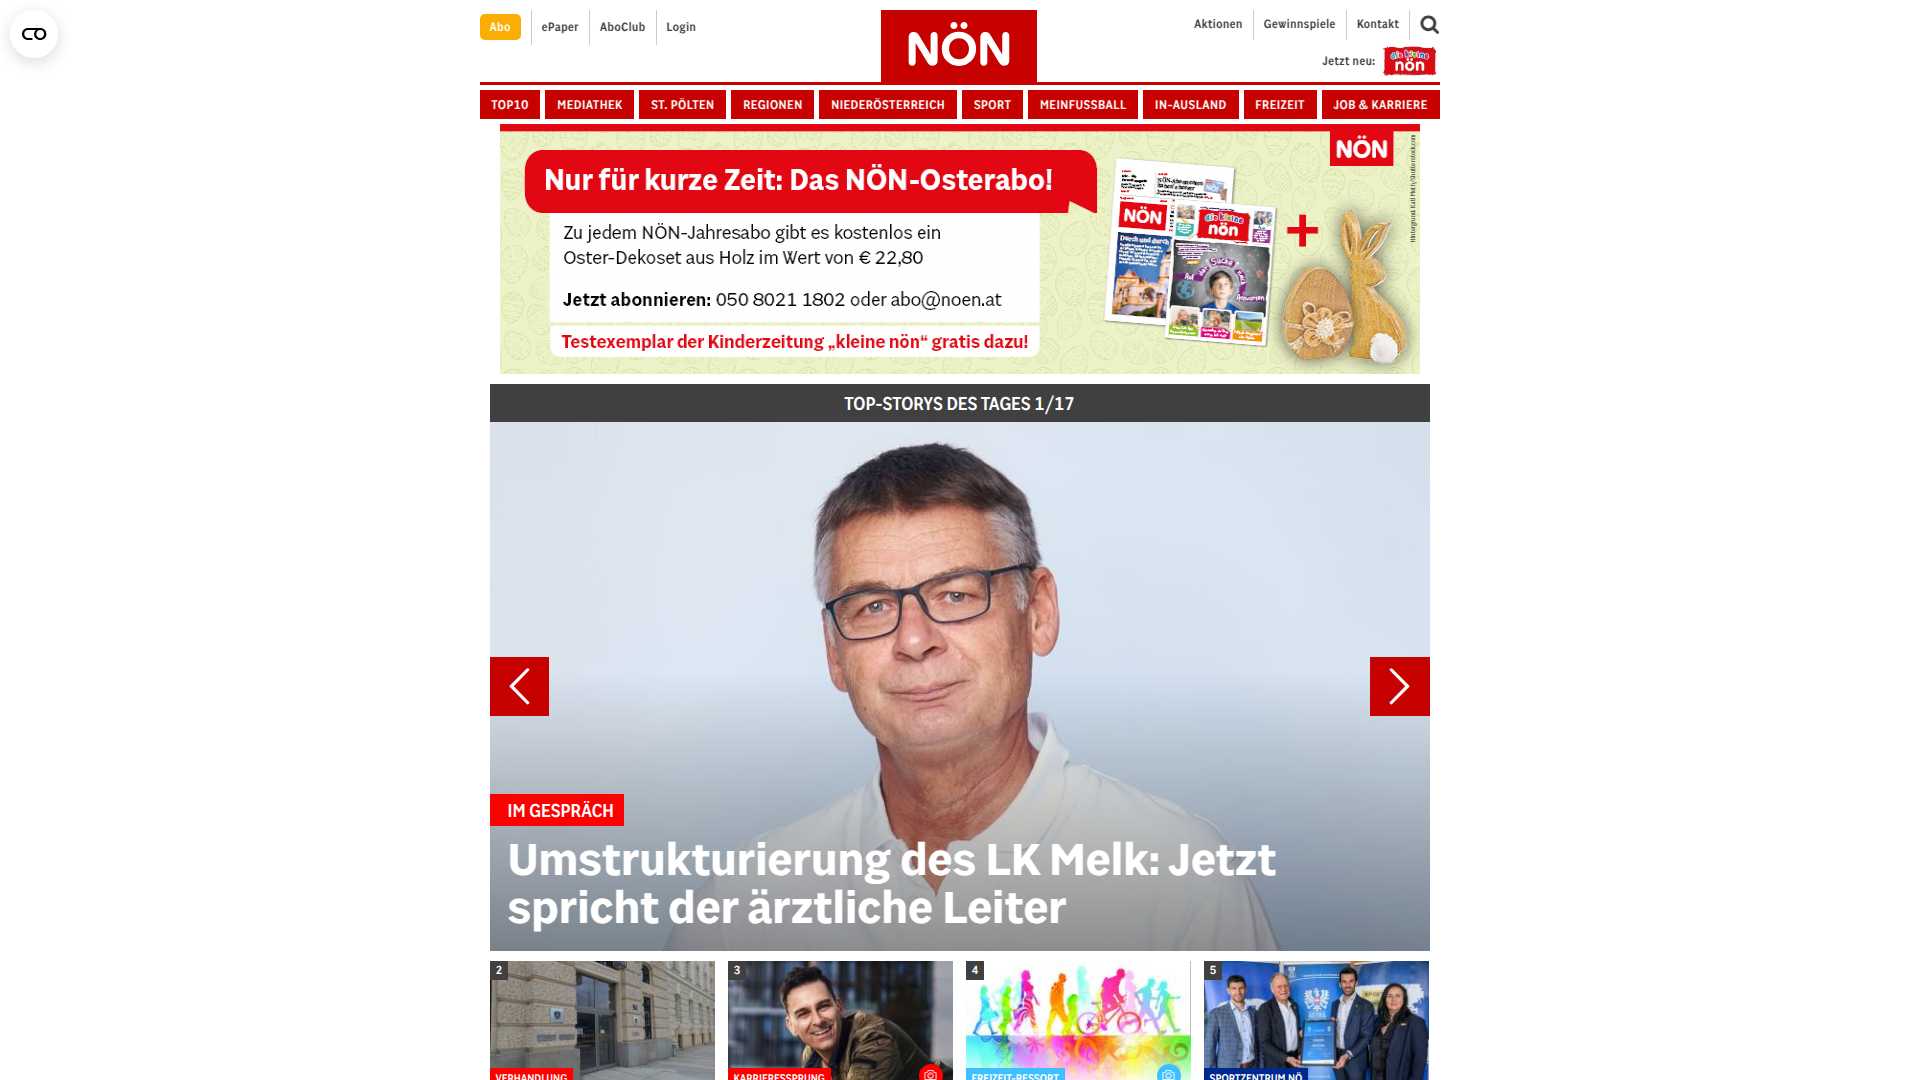 Abo
ePaper
AboClub
Login
NÖN
Aktionen
Gewinnspiele
Kontakt
Jetzt neu:
die kleine
nön
TOP10
MEDIATHEK
ST. PÖLTEN
REGIONEN
NIEDERÖSTERREICH
SPORT
MEINFUSSBALL
IN-AUSLAND
FREIZEIT
JOB & KARRIERE
Nur für kurze Zeit: Das NÖN-Osterabo!
Zu jedem NÖN-Jahresabo gibt es kostenlos ein
Oster-Dekoset aus Holz im Wert von € 22,80
Jetzt abonnieren: 050 8021 1802 oder abo@noen.at
Testexemplar der Kinderzeitung „kleine nön“ gratis dazu!
NÖN
Durch und durch
die kleine
nön
+
NÖN
TOP-STORYS DES TAGES 1/17
IM GESPRÄCH
Umstrukturierung des LK Melk: Jetzt
spricht der ärztliche Leiter
2
VERHANDLUNG
3
KARRIERESPRUNG
4
FREIZEIT-RESSORT
5
SPORTZENTRUM NÖ